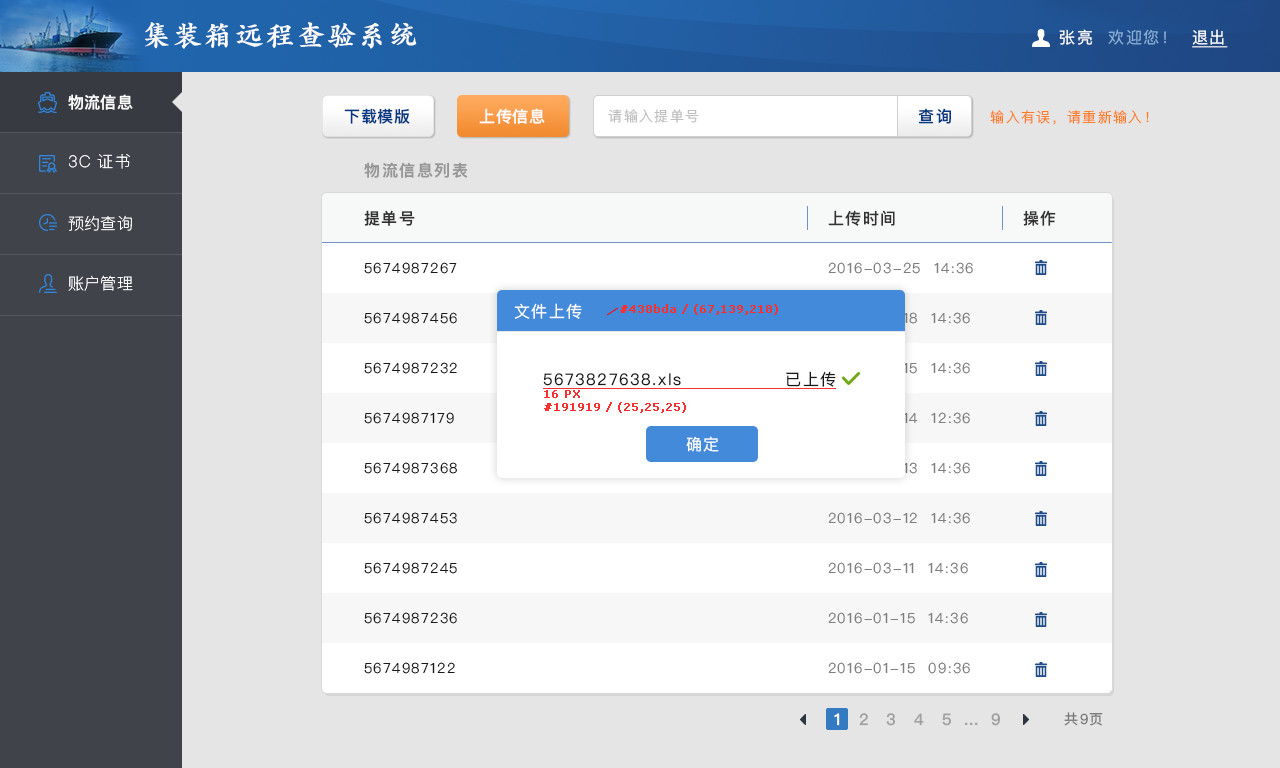 集装箱远程查验系统
张亮 欢迎您! 退出
物流信息
3C 证书
预约查询
账户管理
下载模版 上传信息 请输入提单号 查询 输入有误，请重新输入！
物流信息列表
提单号 上传时间 操作
5674987267 2016-03-25 14:36
5674987456 18 14:36
5674987232 15 14:36
5674987179 14 12:36
5674987368 13 14:36
5674987453 2016-03-12 14:36
5674987245 2016-03-11 14:36
5674987236 2016-01-15 14:36
5674987122 2016-01-15 09:36
文件上传 #438bda / (67,139,218)
5673827638.xls 已上传
16 PX
#191919 / (25,25,25)
确定
1 2 3 4 5 ... 9 共9页